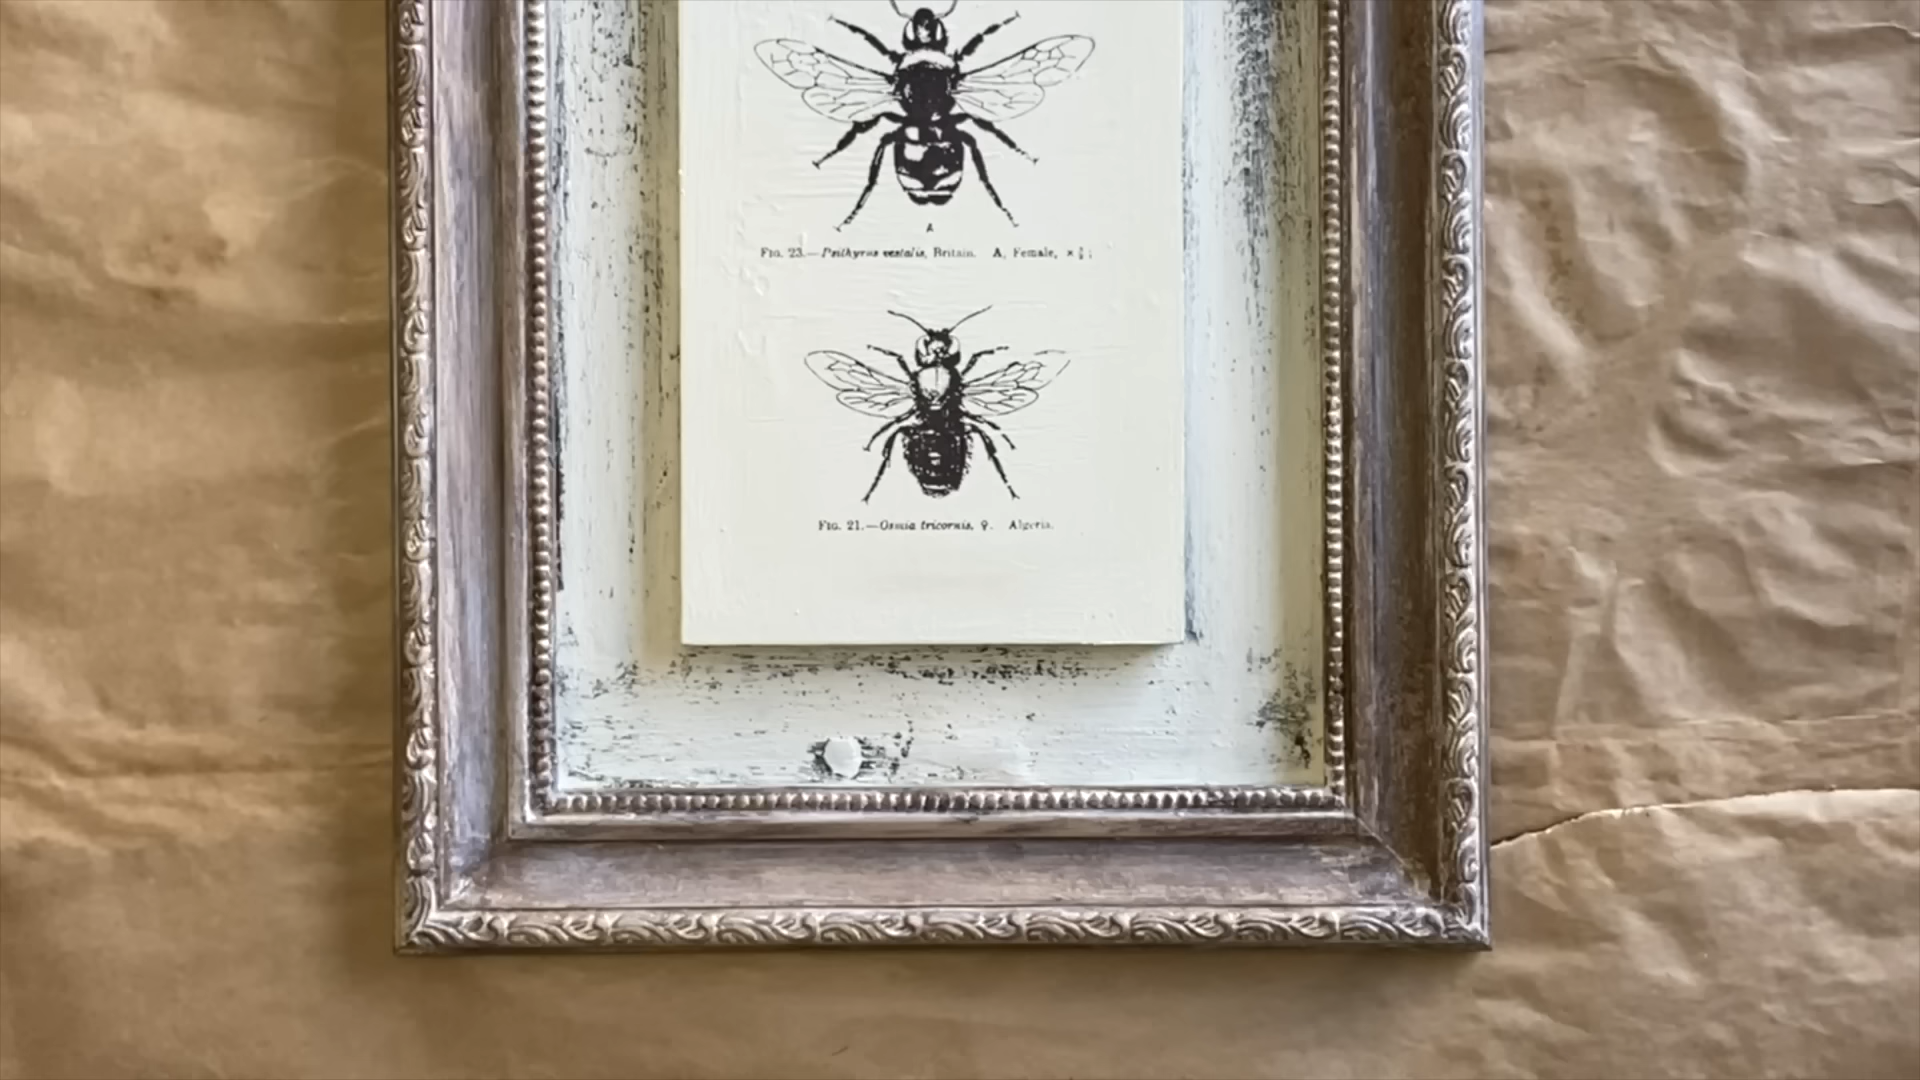 A
FIG. 23.—Psithyrus vestalis, Britain. A, Female, ×
FIG. 21.—Osmia tricornis, ♀. Algeria.